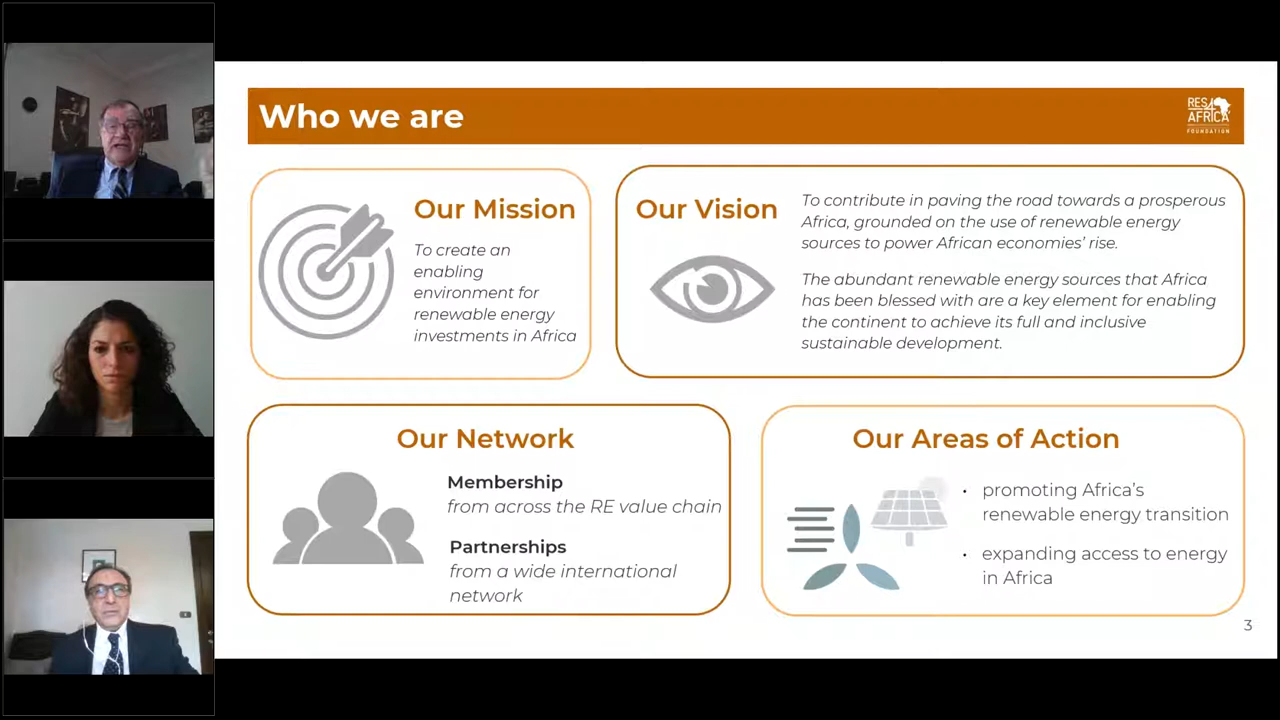 Who we are
RES4
AFRICA
FOUNDATION
Our Mission
To create an
enabling
environment for
renewable energy
investments in Africa
Our Vision
To contribute in paving the road towards a prosperous
Africa, grounded on the use of renewable energy
sources to power African economies’ rise.
The abundant renewable energy sources that Africa
has been blessed with are a key element for enabling
the continent to achieve its full and inclusive
sustainable development.
Our Network
Membership
from across the RE value chain
Partnerships
from a wide international
network
Our Areas of Action
• promoting Africa’s
renewable energy transition
• expanding access to energy
in Africa
3